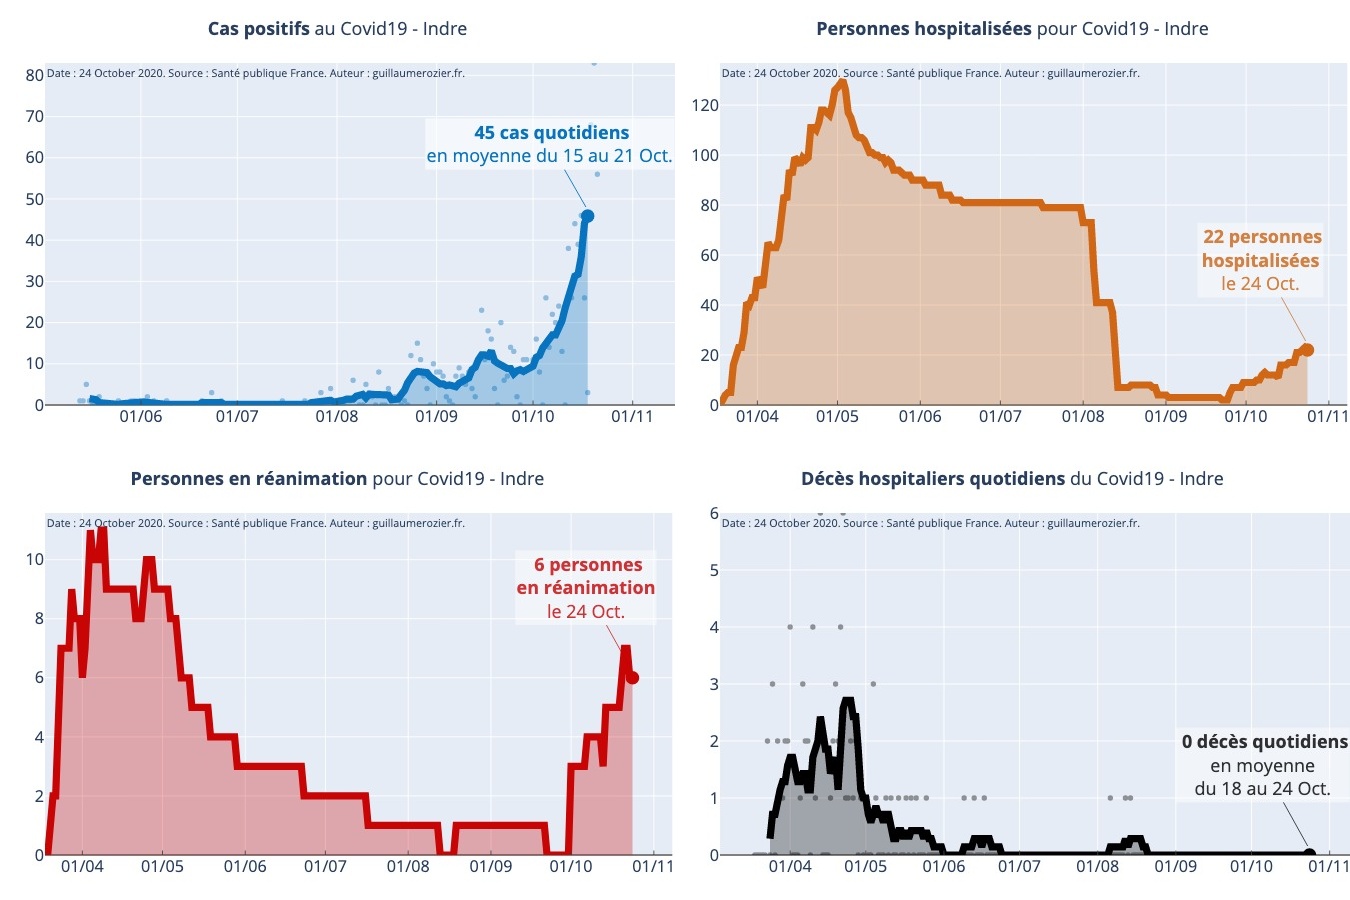 Cas positifs au Covid19 - Indre
Date : 24 October 2020. Source : Santé publique France. Auteur : guillaumerozier.fr.
80
70
60
50
40
30
20
10
0
45 cas quotidiens
en moyenne du 15 au 21 Oct.
01/06 01/07 01/08 01/09 01/10 01/11
Personnes hospitalisées pour Covid19 - Indre
Date : 24 October 2020. Source : Santé publique France. Auteur : guillaumerozier.fr.
120
100
80
60
40
20
0
22 personnes
hospitalisées
le 24 Oct.
01/04 01/05 01/06 01/07 01/08 01/09 01/10 01/11
Personnes en réanimation pour Covid19 - Indre
Date : 24 October 2020. Source : Santé publique France. Auteur : guillaumerozier.fr.
10
8
6
4
2
0
6 personnes
en réanimation
le 24 Oct.
01/04 01/05 01/06 01/07 01/08 01/09 01/10 01/11
Décès hospitaliers quotidiens du Covid19 - Indre
Date : 24 October 2020. Source : Santé publique France. Auteur : guillaumerozier.fr.
6
5
4
3
2
1
0
0 décès quotidiens
en moyenne
du 18 au 24 Oct.
01/04 01/05 01/06 01/07 01/08 01/09 01/10 01/11